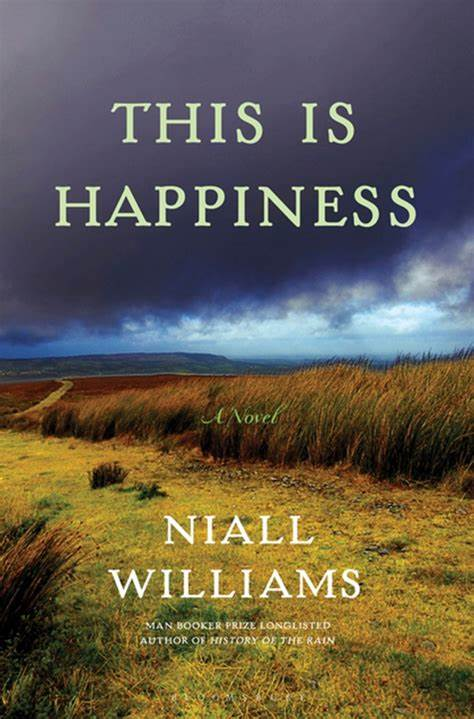 THIS IS
HAPPINESS
A Novel
NIALL
WILLIAMS
MAN BOOKER PRIZE LONGLISTED
AUTHOR OF HISTORY OF THE RAIN
BLOOMSBURY